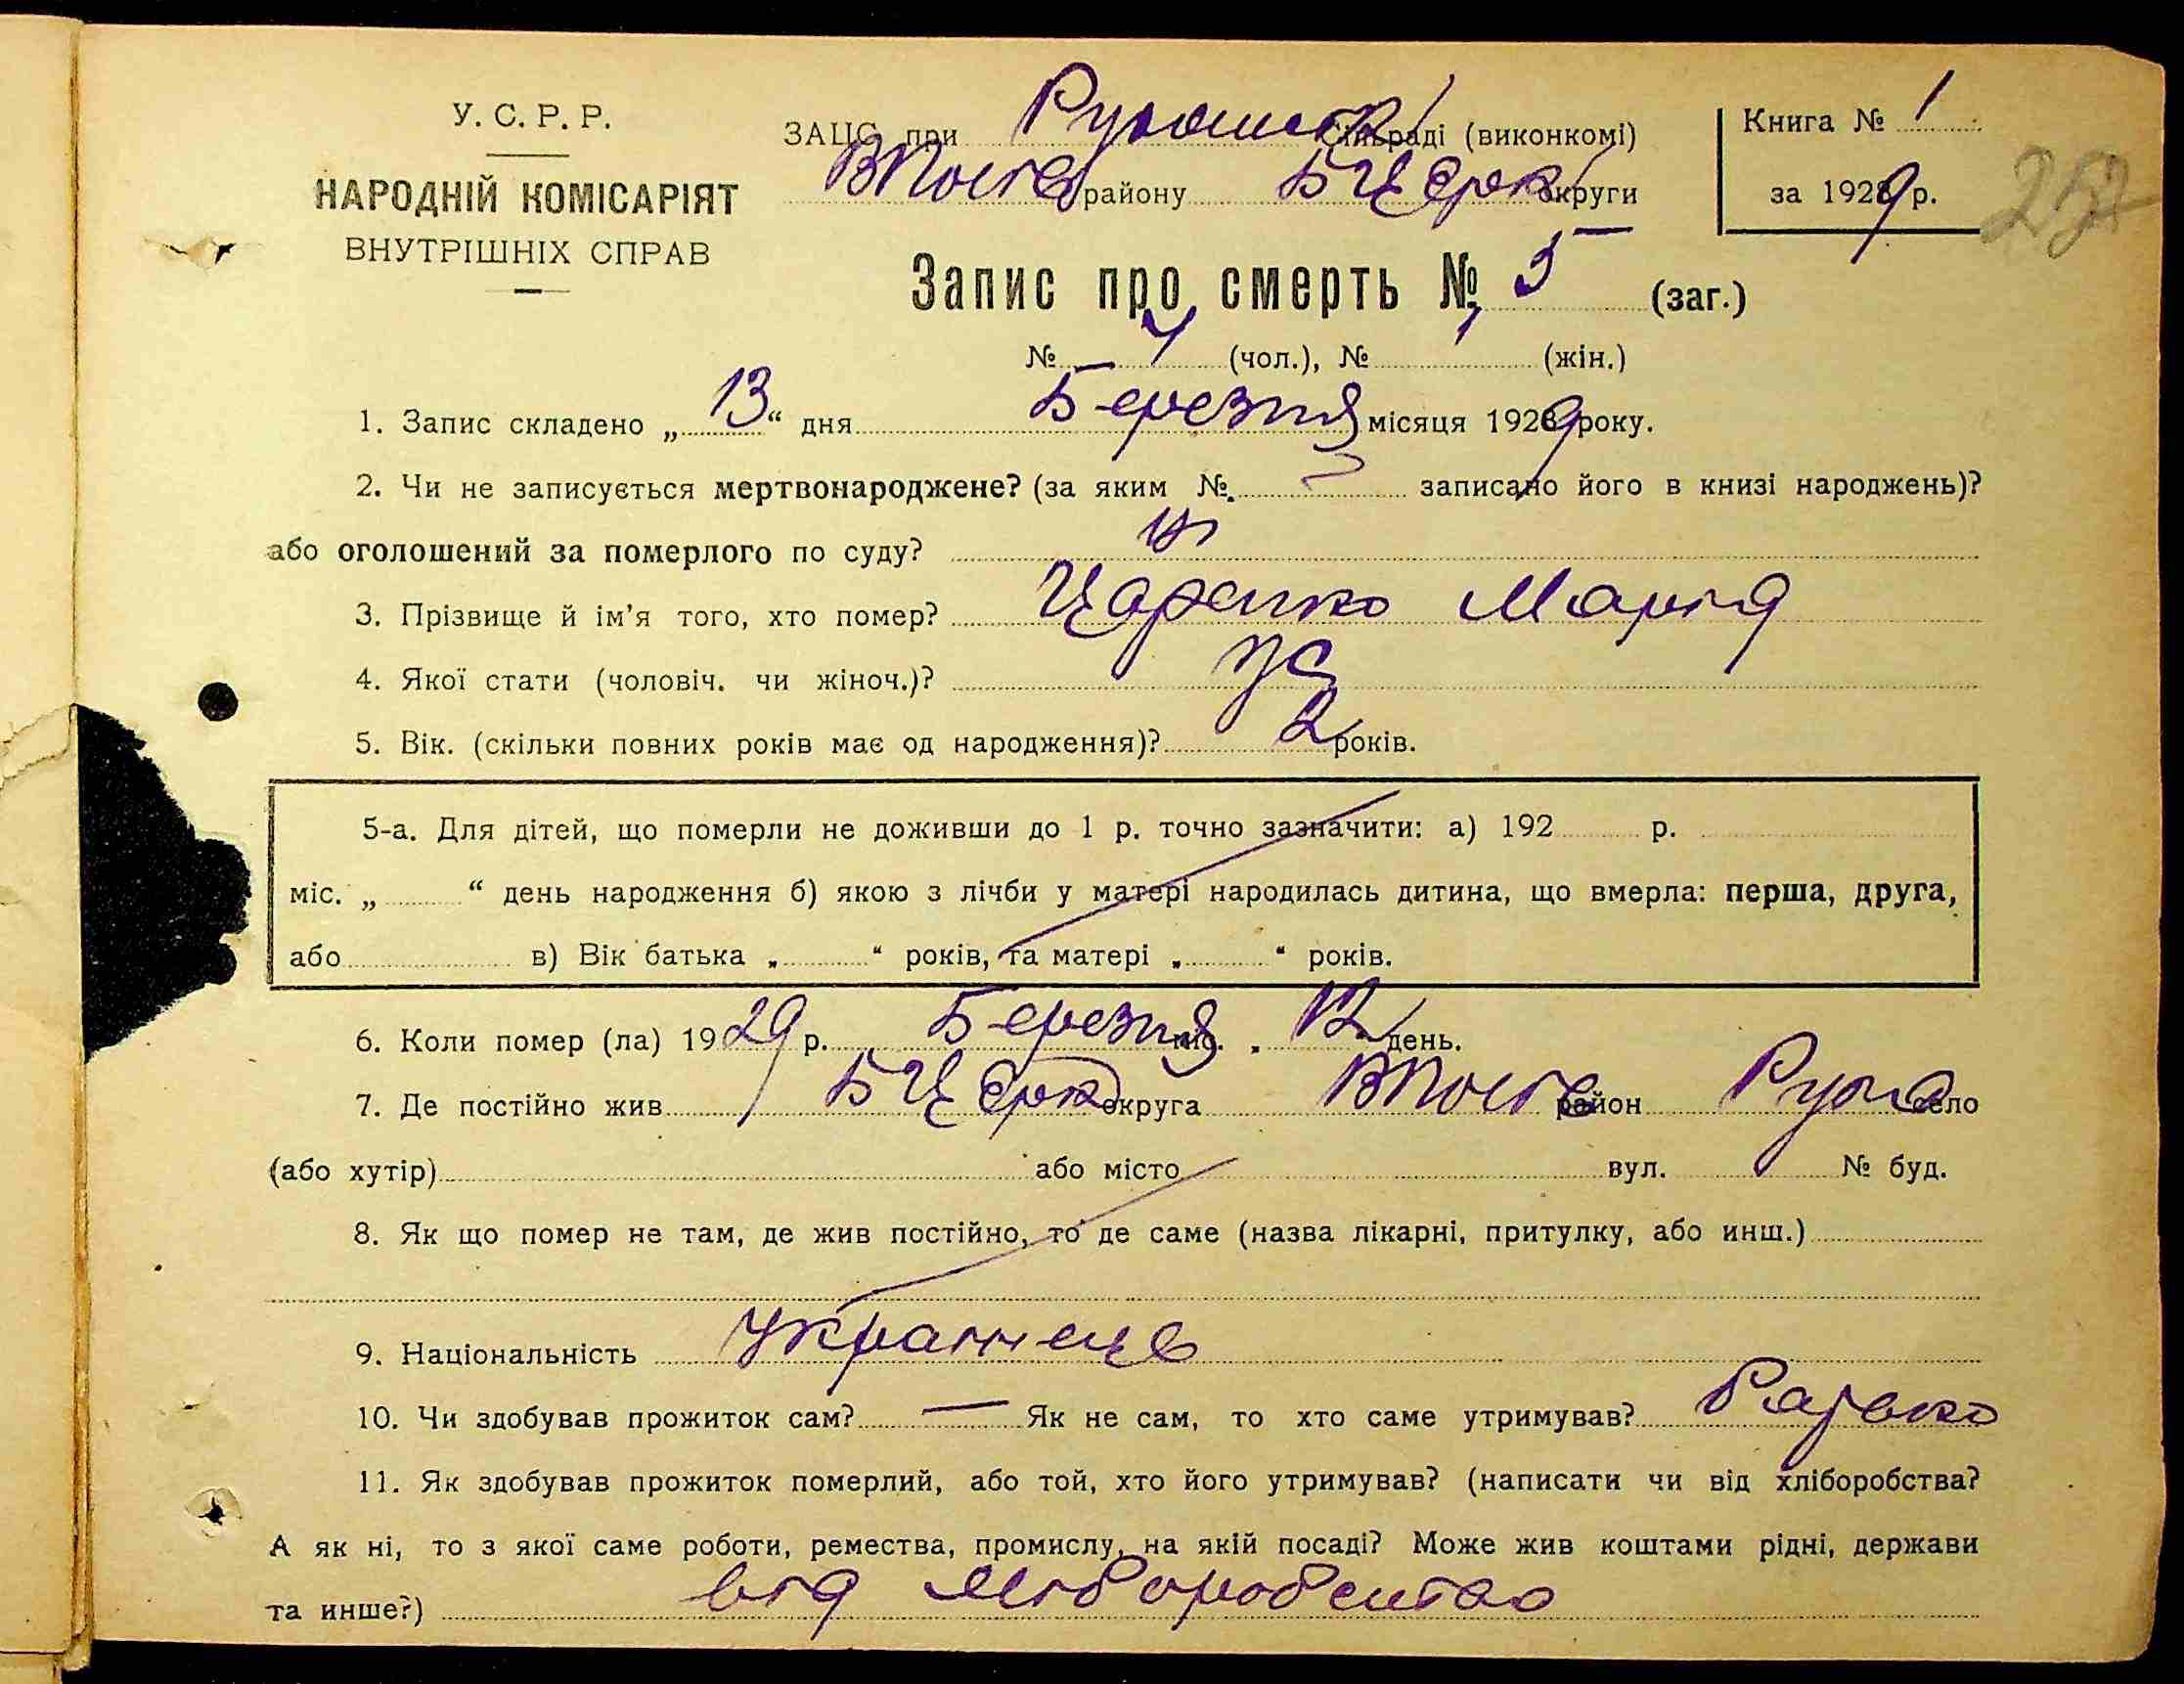 У. С. Р. Р.
НАРОДНІЙ КОМІСАРІЯТ
ВНУТРІШНІХ СПРАВ
ЗАЦС при сільраді (виконкомі)
району БЦерк округи
Книга № 1
за 1929 р.
Запис про смерть № 5 (заг.)
№ 4 (чол.), № 1 (жін.)
1. Запис складено „ 13 “ дня Березня місяця 1929 року.
2. Чи не записується мертвонароджене? (за яким № записано його в книзі народжень)?
або оголошений за померлого по суду?
3. Прізвище й ім’я того, хто помер? Царенко Марія
4. Якої стати (чоловіч. чи жіноч.)?
5. Вік. (скільки повних років має од народження)? 2 років.
5-а. Для дітей, що померли не доживши до 1 р. точно зазначити: а) 192 р.
міс. „ “ день народження б) якою з лічби у матері народилась дитина, що вмерла: перша, друга,
або в) Вік батька „ “ років, та матері „ “ років.
6. Коли помер (ла) 1929 р. Березня міс. „ 12 день.
7. Де постійно жив БЦерк округа район село
(або хутір) або місто вул. № буд.
8. Як що помер не там, де жив постійно, то де саме (назва лікарні, притулку, або инш.)
9. Національність Українець
10. Чи здобував прожиток сам? — Як не сам, то хто саме утримував? Батько
11. Як здобував прожиток померлий, або той, хто його утримував? (написати чи від хліборобства?
А як ні, то з якої саме роботи, ремества, промислу, на якій посаді? Може жив коштами рідні, держави
та инше?) від хліборобства